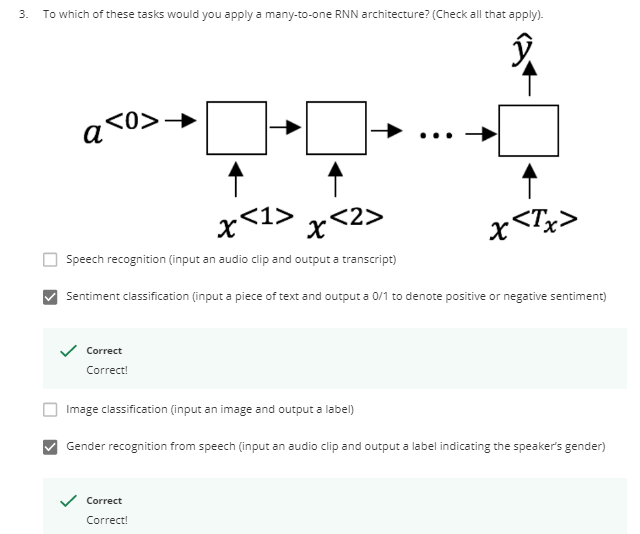 3. To which of these tasks would you apply a many-to-one RNN architecture? (Check all that apply).
ŷ
a<0>
...
x<1> x<2> x<Tx>
Speech recognition (input an audio clip and output a transcript)
Sentiment classification (input a piece of text and output a 0/1 to denote positive or negative sentiment)
Correct
Correct!
Image classification (input an image and output a label)
Gender recognition from speech (input an audio clip and output a label indicating the speaker's gender)
Correct
Correct!